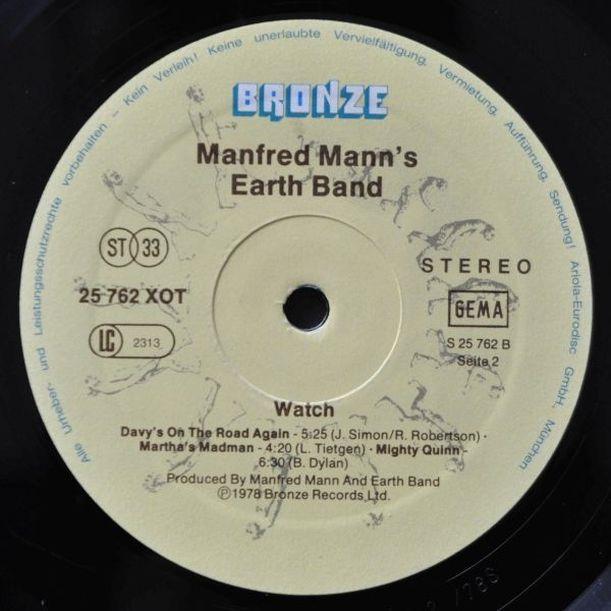 Alle Urheber- und Leistungsschutzrechte vorbehalten – Kein Verleih! Keine unerlaubte Vervielfältigung, Vermietung, Aufführung, Sendung! Ariola-Eurodisc GmbH, München
BRONZE
Manfred Mann's
Earth Band
ST 33
25 762 XOT
LC 2313
STEREO
GEMA
S 25 762 B
Seite 2
Watch
Davy's On The Road Again - 5:25 (J. Simon/R. Robertson) ·
Martha's Madman - 4:20 (L. Tietgen) · Mighty Quinn -
6:30 (B. Dylan)
Produced By Manfred Mann And Earth Band
Ⓟ 1978 Bronze Records Ltd.